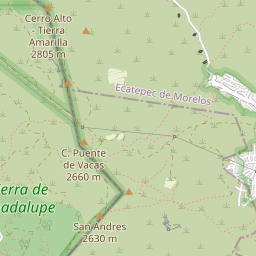 Cerro Alto
- Tierra
Amarilla
2805 m
Ecatepec de Morelos
C. Puente
de Vacas
2660 m
erra de
adalupe
San Andres
2630 m